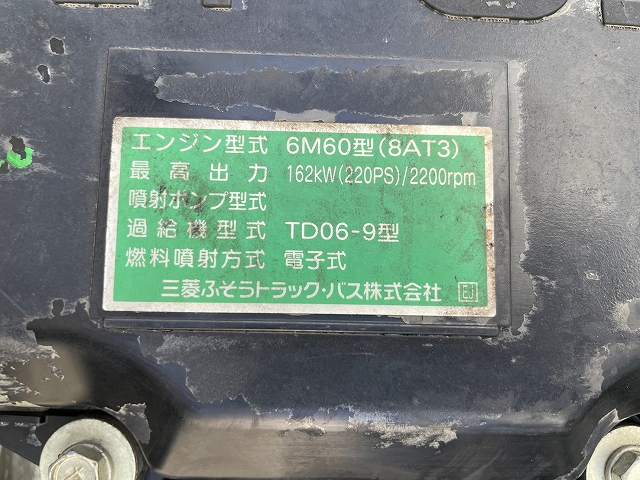 エンジン型式 6M60型(8AT3)
最高出力 162kW(220PS)/2200rpm
噴射ポンプ型式
過給機型式 TD06-9型
燃料噴射方式 電子式
三菱ふそうトラック・バス株式会社 EJ